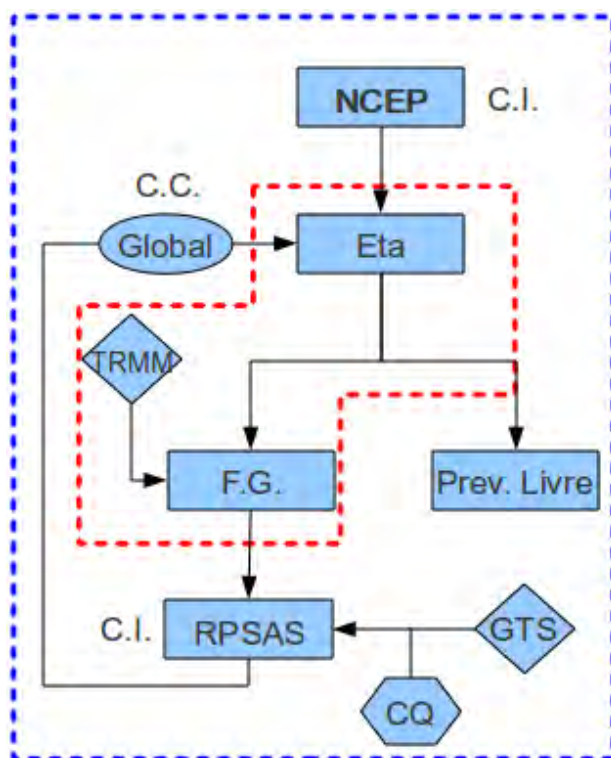 NCEP
C.I.
C.C.
Global
Eta
TRMM
F.G.
Prev. Livre
C.I.
RPSAS
GTS
CQ